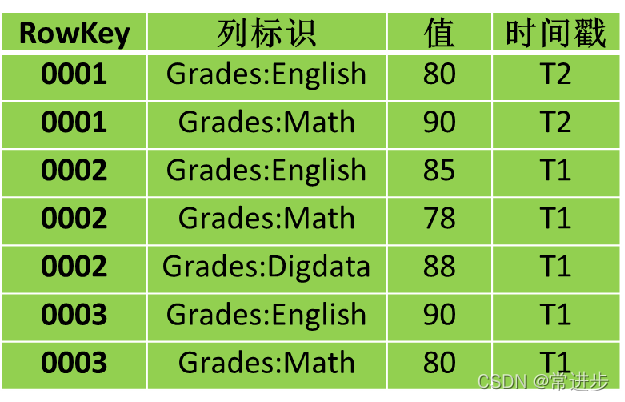 RowKey 列标识 值 时间戳
0001 Grades:English 80 T2
0001 Grades:Math 90 T2
0002 Grades:English 85 T1
0002 Grades:Math 78 T1
0002 Grades:Digdata 88 T1
0003 Grades:English 90 T1
0003 Grades:Math 80 T1
CSDN @常进步